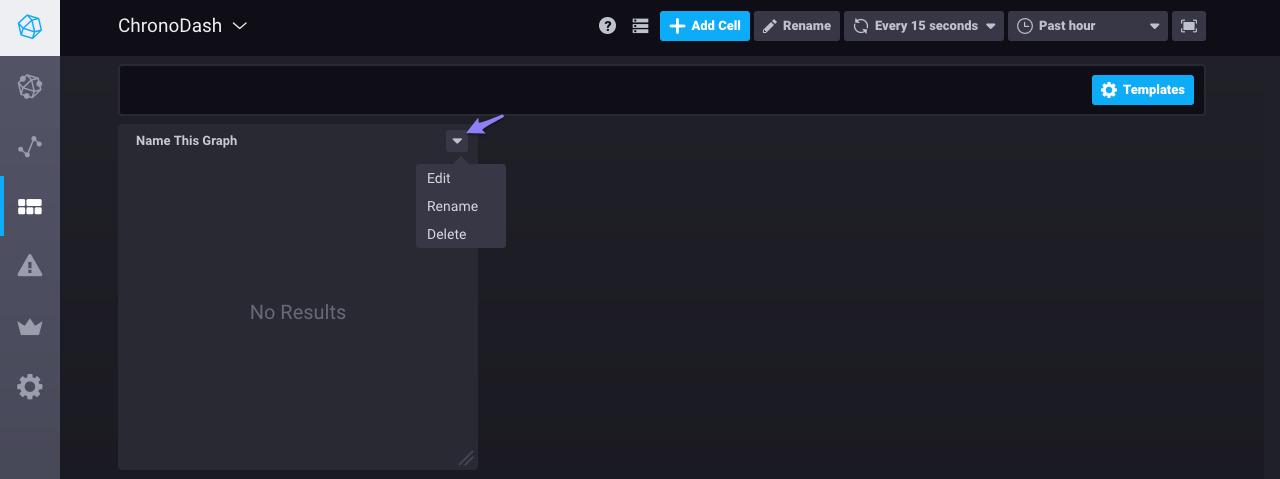 ChronoDash
?
Add Cell
Rename
Every 15 seconds
Past hour
Templates
Name This Graph
Edit
Rename
Delete
No Results